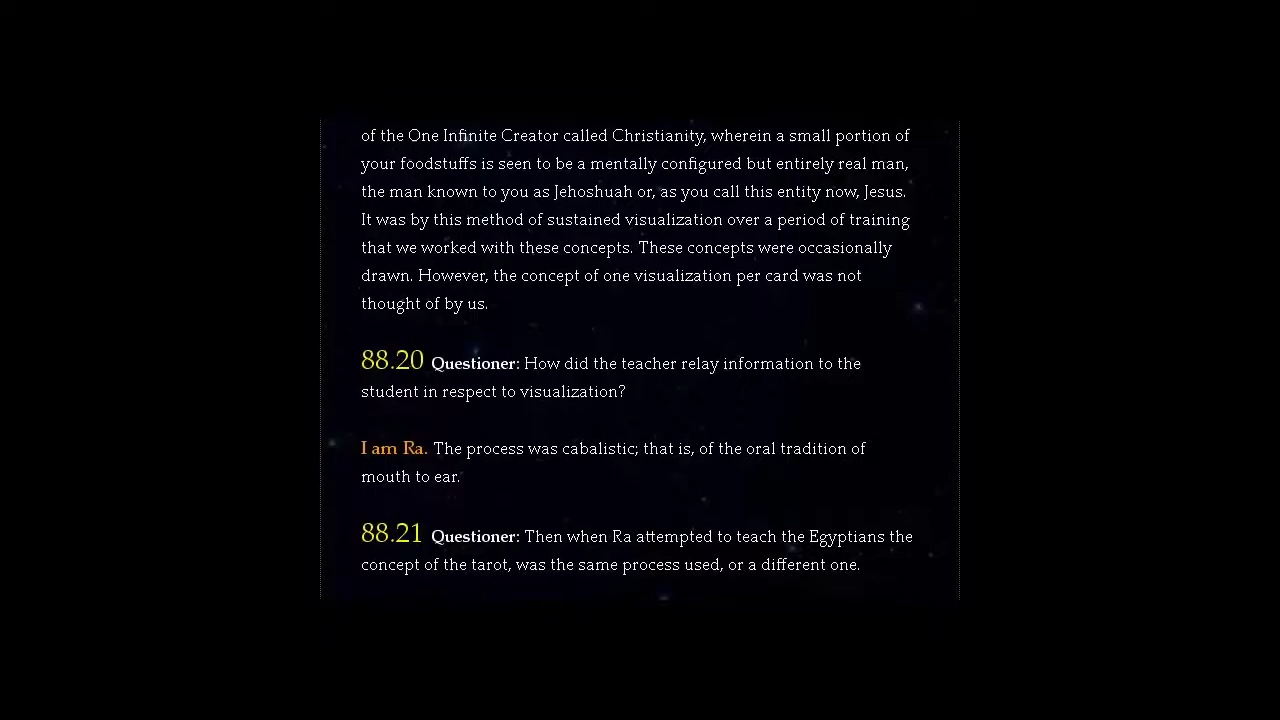 of the One Infinite Creator called Christianity, wherein a small portion of
your foodstuffs is seen to be a mentally configured but entirely real man,
the man known to you as Jehoshuah or, as you call this entity now, Jesus.
It was by this method of sustained visualization over a period of training
that we worked with these concepts. These concepts were occasionally
drawn. However, the concept of one visualization per card was not
thought of by us.
88.20 Questioner: How did the teacher relay information to the
student in respect to visualization?
I am Ra. The process was cabalistic; that is, of the oral tradition of
mouth to ear.
88.21 Questioner: Then when Ra attempted to teach the Egyptians the
concept of the tarot, was the same process used, or a different one.